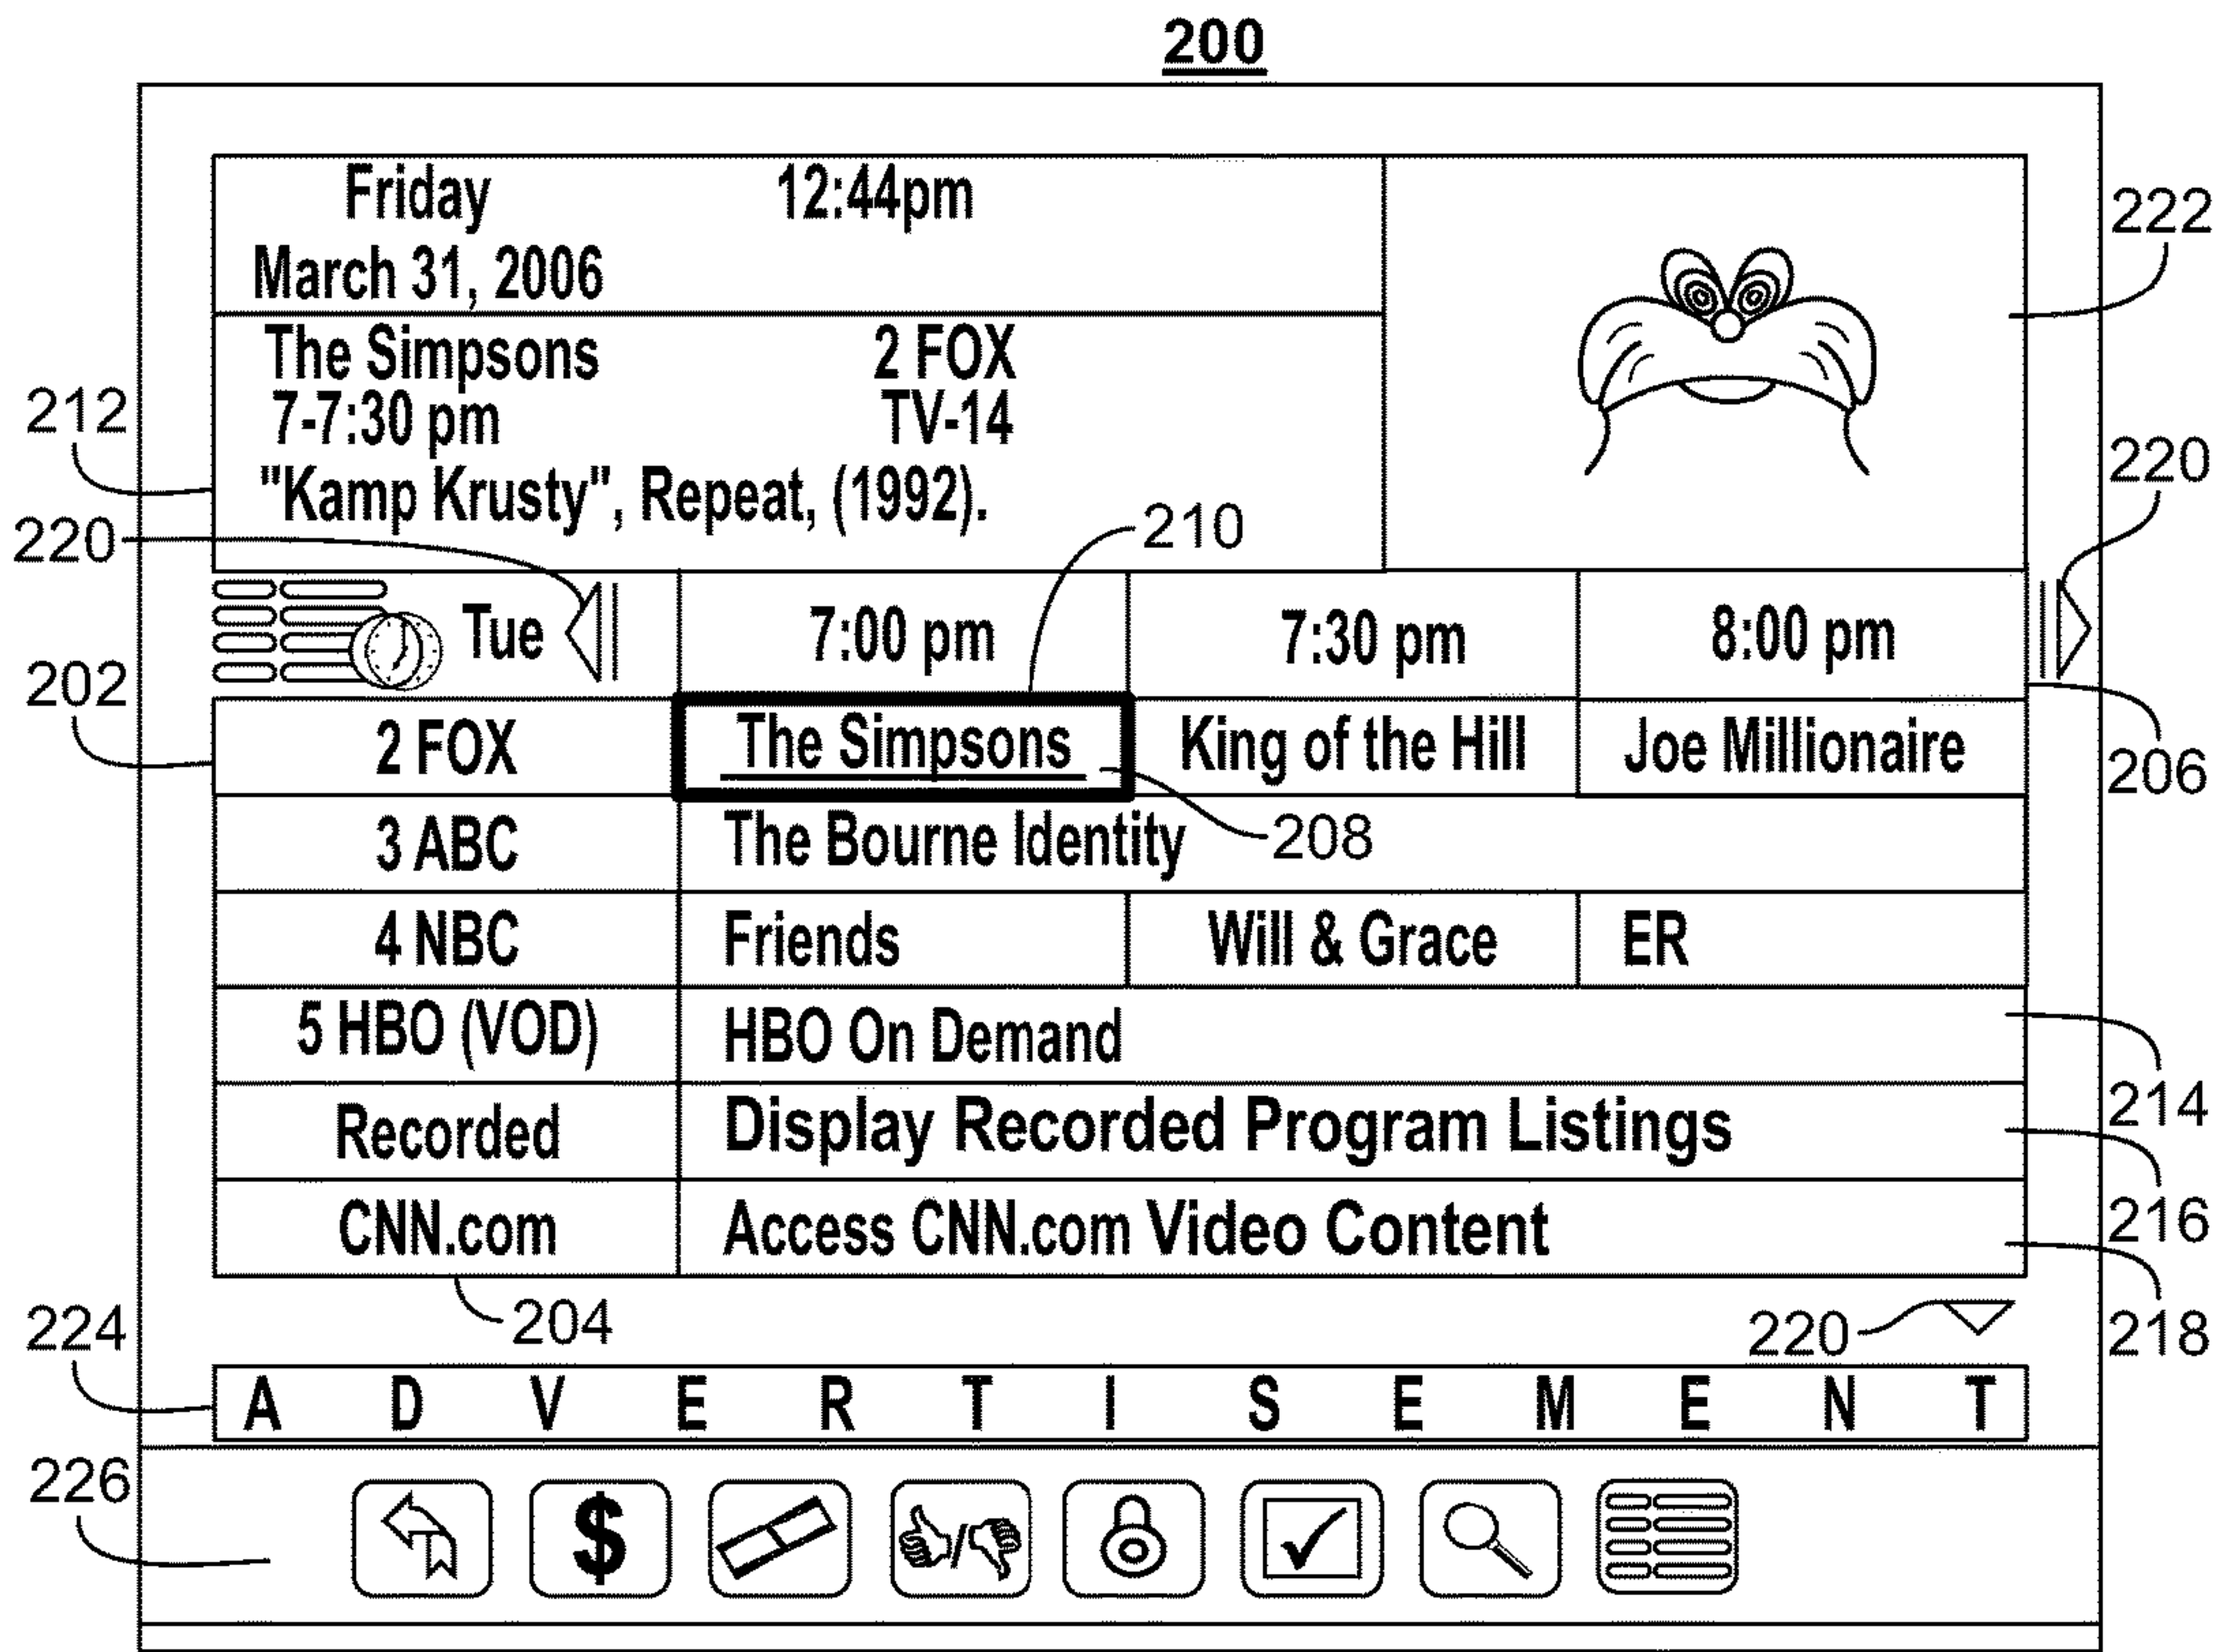 200
Friday 12:44pm
222
March 31, 2006
The Simpsons 2 FOX
212 7-7:30 pm TV-14
220
"Kamp Krusty", Repeat, (1992).
220 210
Tue 7:00 pm 7:30 pm 8:00 pm
202
2 FOX The Simpsons King of the Hill Joe Millionaire
206
3 ABC The Bourne Identity 208
4 NBC Friends Will & Grace ER
5 HBO (VOD) HBO On Demand
214
Recorded Display Recorded Program Listings
216
CNN.com Access CNN.com Video Content
224 204 220 218
A D V E R T I S E M E N T
226
$